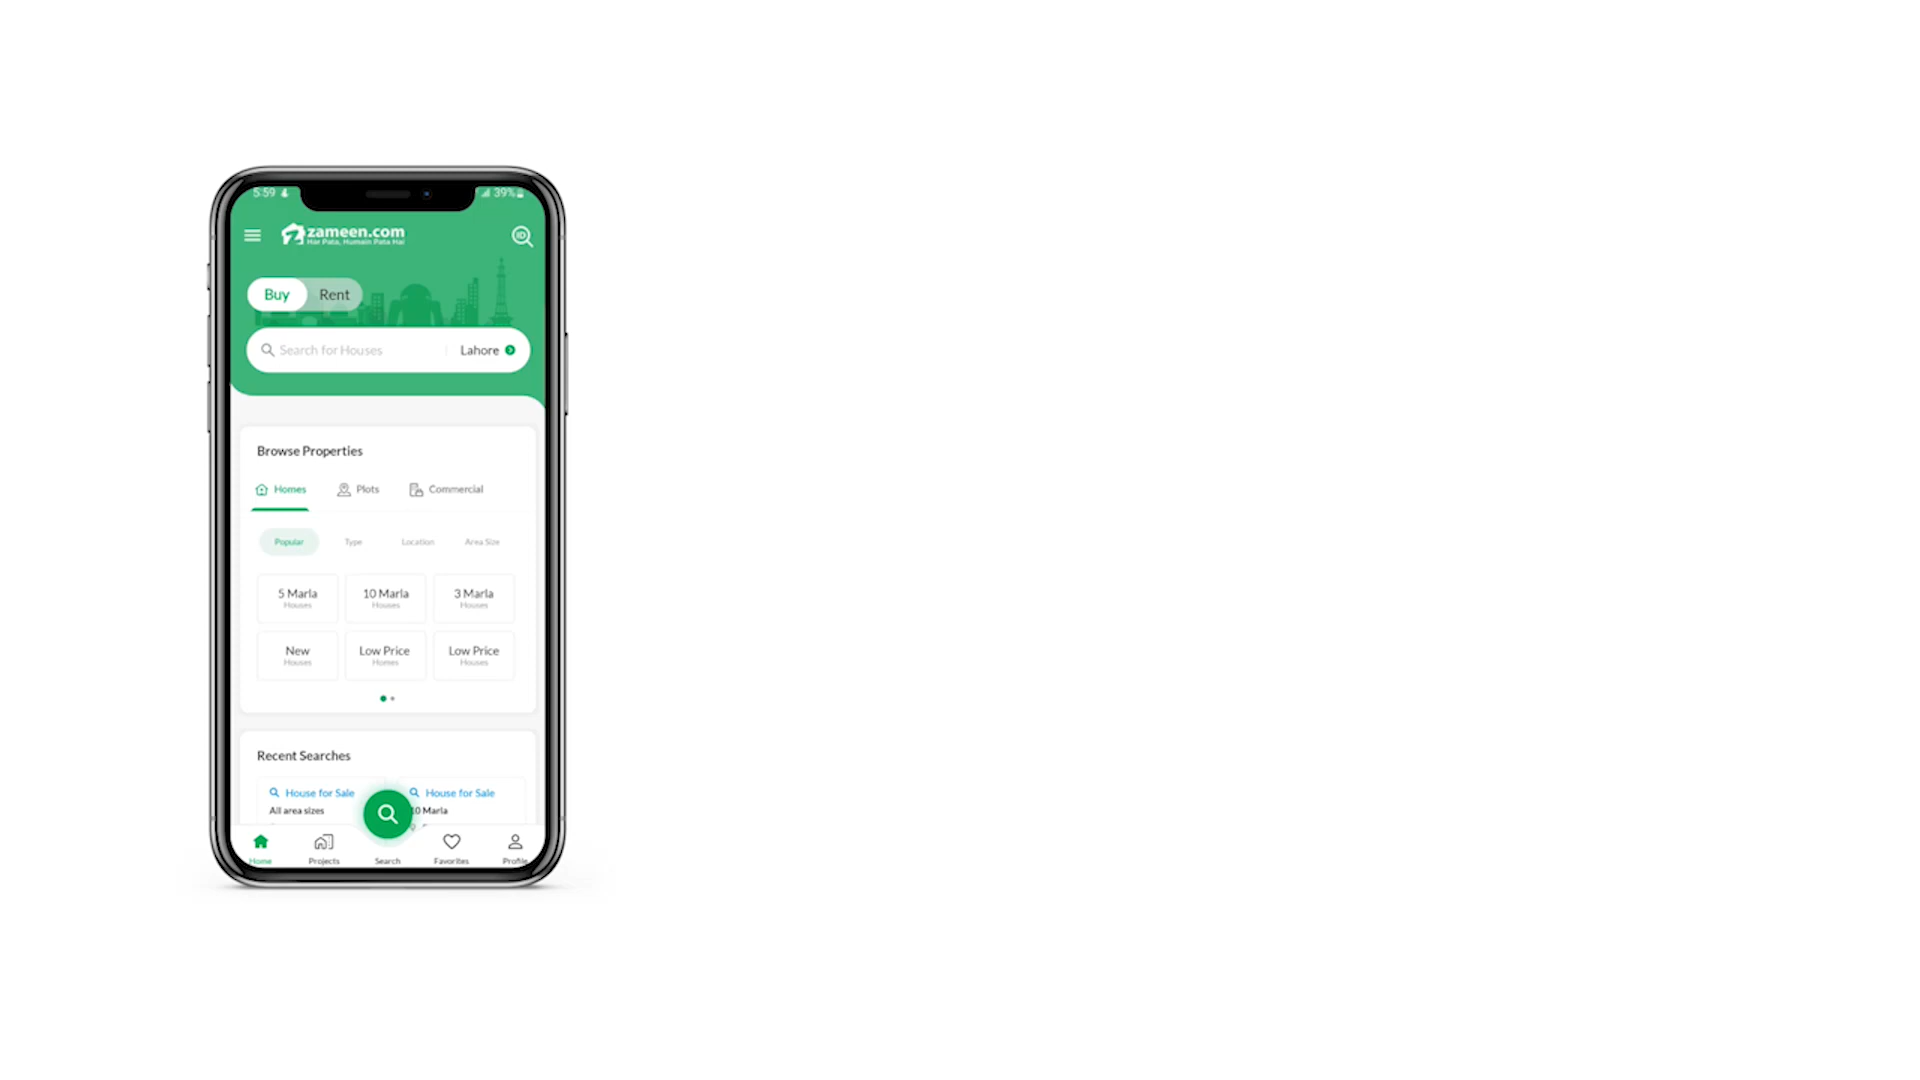 5:59 39%
zameen.com
Har Pata, Humain Pata Hai
ID
Buy Rent
Search for Houses Lahore
Browse Properties
Homes Plots Commercial
Popular Type Location Area Size
5 Marla 10 Marla 3 Marla
Houses Houses Houses
New Low Price Low Price
Houses Homes Houses
Recent Searches
House for Sale House for Sale
All area sizes 10 Marla
Home Projects Search Favorites Profile